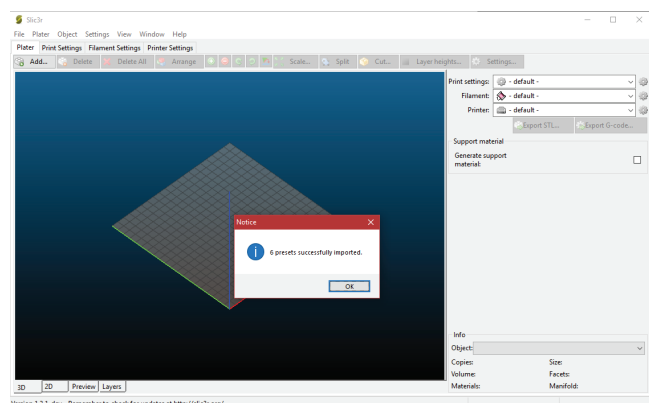 Slic3r
File Plater Object Settings View Window Help
Plater Print Settings Filament Settings Printer Settings
Add... Delete Delete All Arrange Scale... Split Cut... Layer heights... Settings...
Print settings: - default -
Filament: - default -
Printer: - default -
Export STL... Export G-code...
Support material
Generate support
material:
Notice
6 presets successfully imported.
OK
Info
Object:
Copies: Size:
Volume: Facets:
Materials: Manifold:
3D 2D Preview Layers